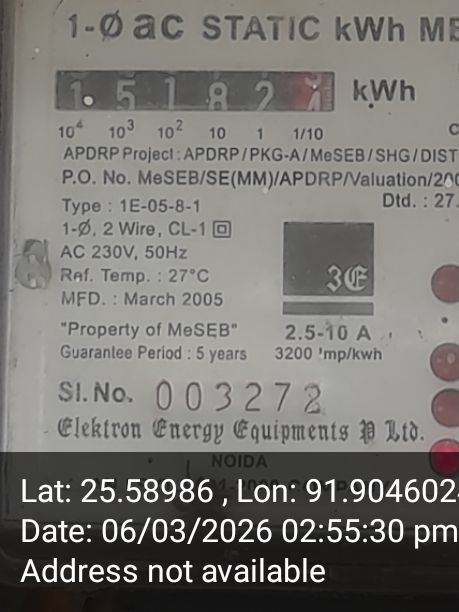 1-Ø ac STATIC kWh ME
1 5 1 8 2 kWh
10⁴ 10³ 10² 10 1 1/10 C
APDRP Project : APDRP/PKG-A/MeSEB/SHG/DIST
P.O. No. MeSEB/SE(MM)/APDRP/Valuation/200
Dtd. : 27.
Type : 1E-05-8-1
1-Ø, 2 Wire, CL-1
AC 230V, 50Hz
Ref. Temp. : 27°C
MFD. : March 2005
3E
"Property of MeSEB" 2.5-10 A
Guarantee Period : 5 years 3200 imp/kwh
Sl. No. 003272
Elektron Energy Equipments P Ltd.
NOIDA
Lat: 25.58986 , Lon: 91.904602
Date: 06/03/2026 02:55:30 pm
Address not available